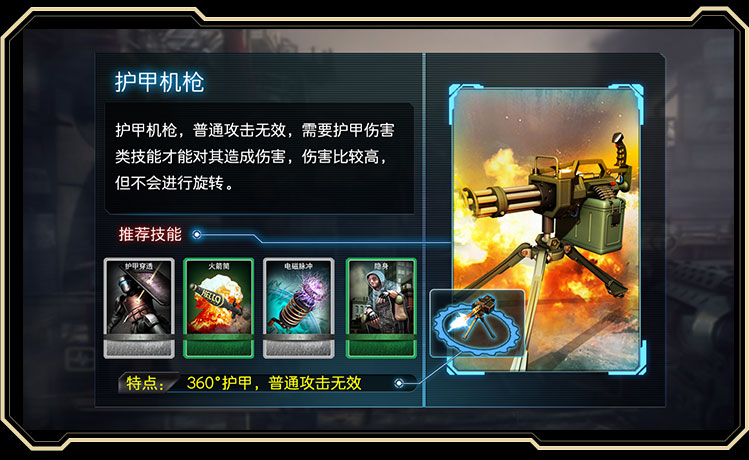 护甲机枪
护甲机枪，普通攻击无效，需要护甲伤害
类技能才能对其造成伤害，伤害比较高，
但不会进行旋转。
推荐技能
护甲穿透 火箭筒 电磁脉冲 隐身
HELLO
特点： 360°护甲，普通攻击无效